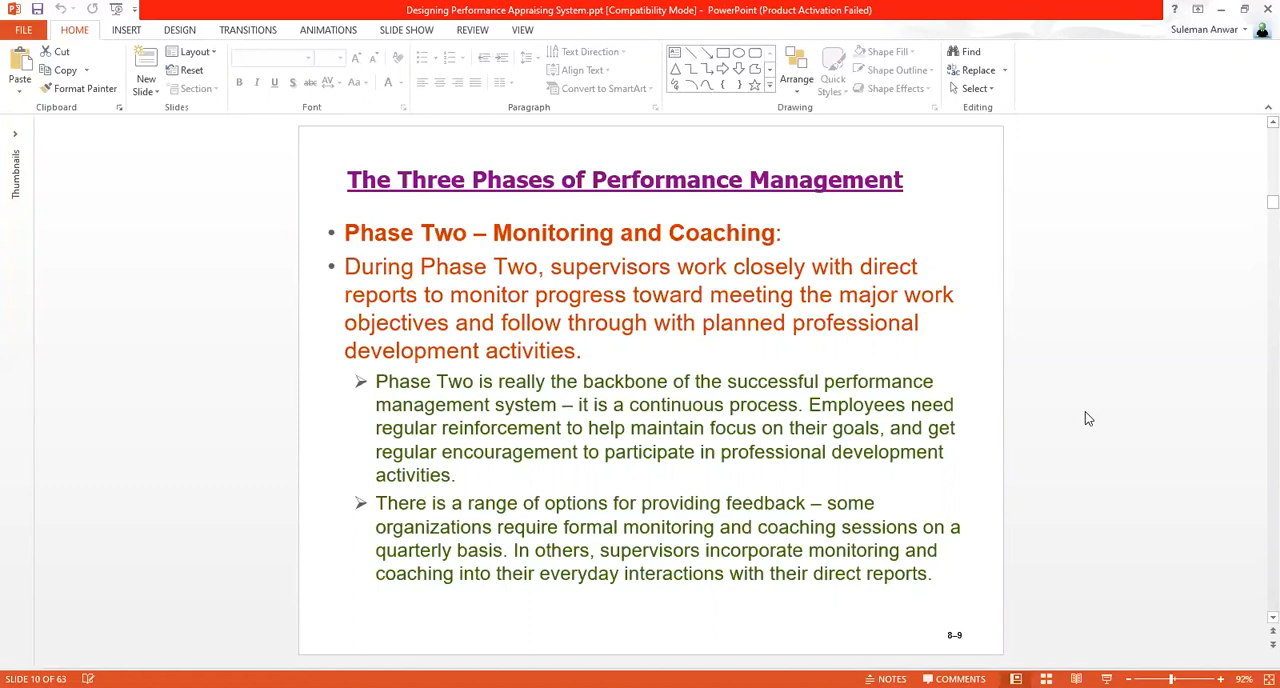 Designing Performance Appraising System.ppt [Compatibility Mode] - PowerPoint (Product Activation Failed)
FILE HOME INSERT DESIGN TRANSITIONS ANIMATIONS SLIDE SHOW REVIEW VIEW Suleman Anwar
Paste
Cut
Copy
Format Painter
Clipboard
New
Slide
Layout
Reset
Section
Slides
B I U S abc AV Aa A
Font
Text Direction
Align Text
Convert to SmartArt
Paragraph
Arrange
Quick
Styles
Shape Fill
Shape Outline
Shape Effects
Drawing
Find
Replace
Select
Editing
Thumbnails
The Three Phases of Performance Management
• Phase Two – Monitoring and Coaching:
• During Phase Two, supervisors work closely with direct
reports to monitor progress toward meeting the major work
objectives and follow through with planned professional
development activities.
➢ Phase Two is really the backbone of the successful performance
management system – it is a continuous process. Employees need
regular reinforcement to help maintain focus on their goals, and get
regular encouragement to participate in professional development
activities.
➢ There is a range of options for providing feedback – some
organizations require formal monitoring and coaching sessions on a
quarterly basis. In others, supervisors incorporate monitoring and
coaching into their everyday interactions with their direct reports.
8–9
SLIDE 10 OF 63 NOTES COMMENTS 92%